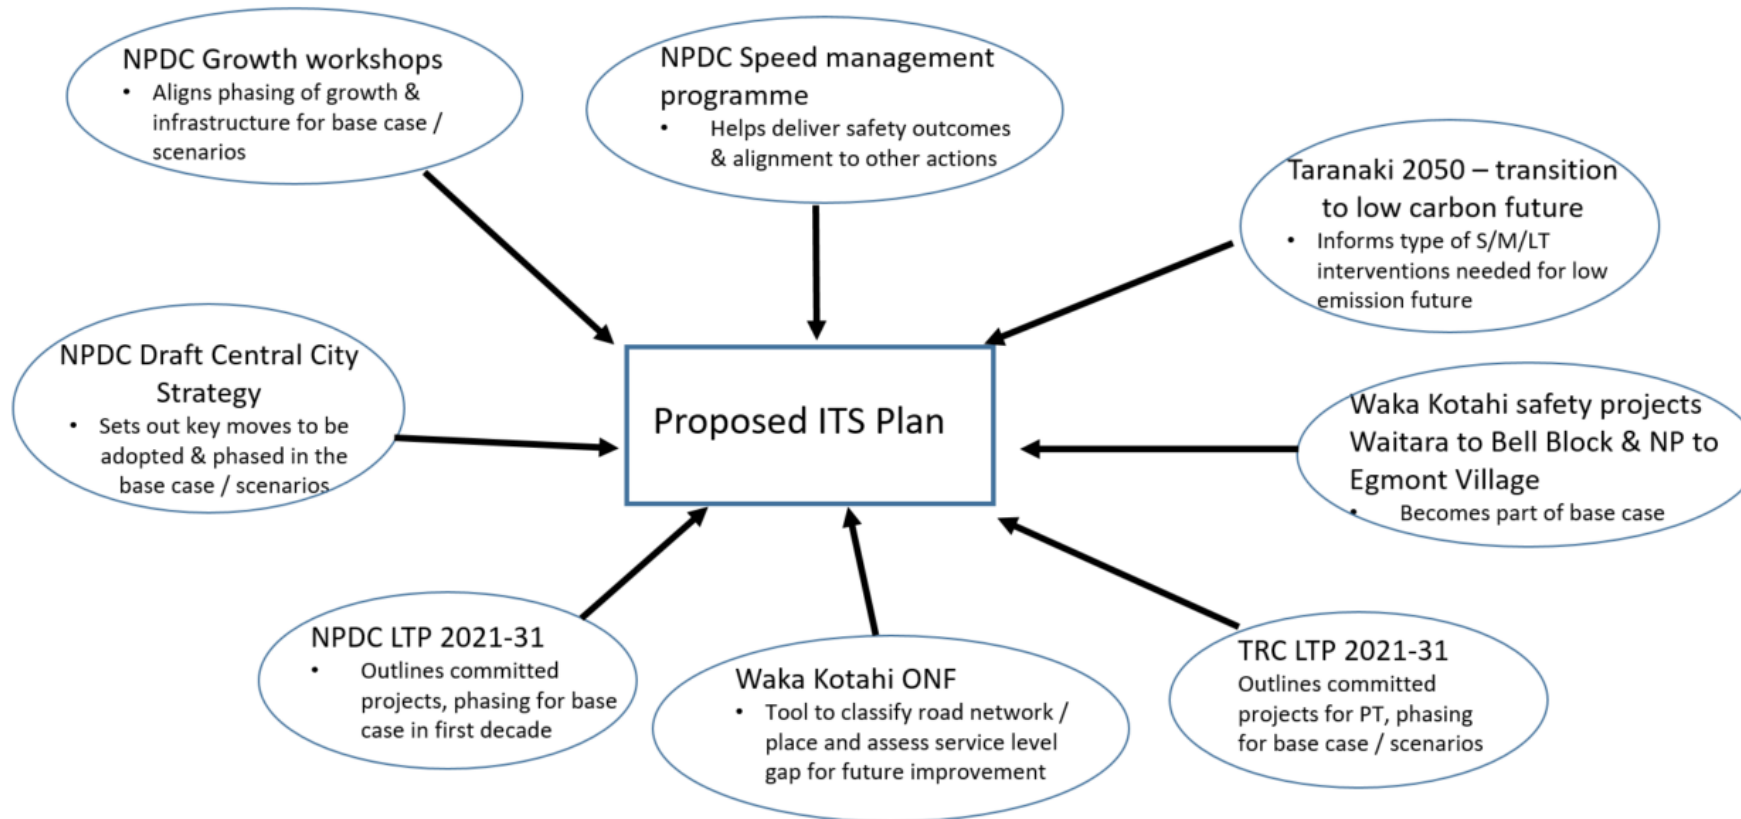 NPDC Growth workshops
• Aligns phasing of growth &
infrastructure for base case /
scenarios
NPDC Speed management
programme
• Helps deliver safety outcomes
& alignment to other actions
Taranaki 2050 – transition
to low carbon future
• Informs type of S/M/LT
interventions needed for low
emission future
NPDC Draft Central City
Strategy
• Sets out key moves to be
adopted & phased in the
base case / scenarios
Proposed ITS Plan
Waka Kotahi safety projects
Waitara to Bell Block & NP to
Egmont Village
• Becomes part of base case
NPDC LTP 2021-31
• Outlines committed
projects, phasing for base
case in first decade
Waka Kotahi ONF
• Tool to classify road network /
place and assess service level
gap for future improvement
TRC LTP 2021-31
Outlines committed
projects for PT, phasing
for base case / scenarios